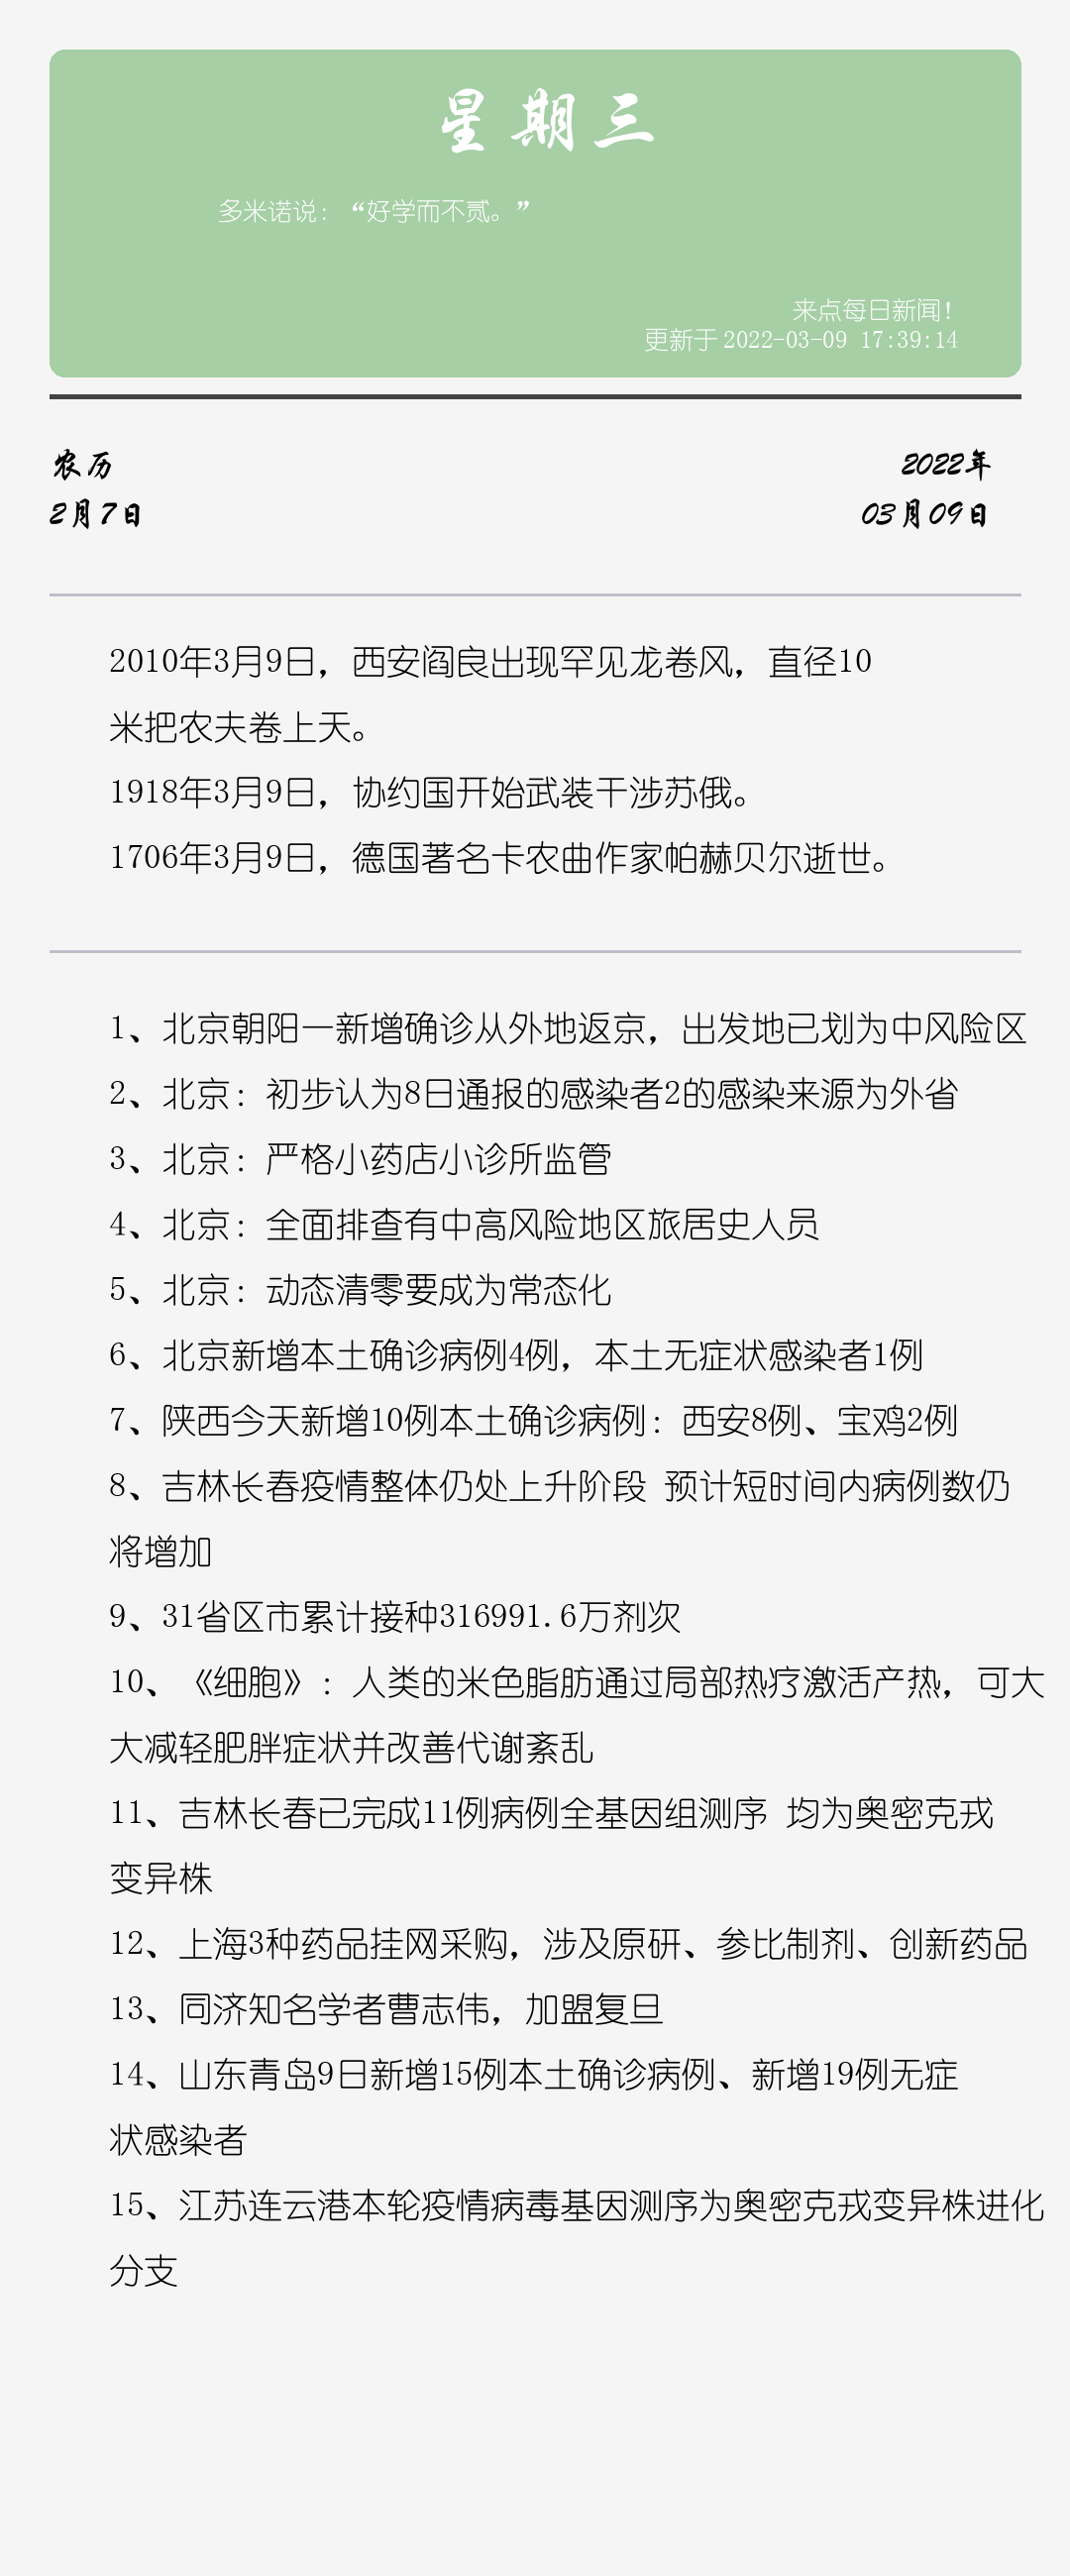 星期三
多米诺说：“好学而不贰。”
来点每日新闻！
更新于2022-03-09 17:39:14
农历
2月7日
2022年
03月09日
2010年3月9日，西安阎良出现罕见龙卷风，直径10
米把农夫卷上天。
1918年3月9日，协约国开始武装干涉苏俄。
1706年3月9日，德国著名卡农曲作家帕赫贝尔逝世。
1、北京朝阳一新增确诊从外地返京，出发地已划为中风险区
2、北京：初步认为8日通报的感染者2的感染来源为外省
3、北京：严格小药店小诊所监管
4、北京：全面排查有中高风险地区旅居史人员
5、北京：动态清零要成为常态化
6、北京新增本土确诊病例4例，本土无症状感染者1例
7、陕西今天新增10例本土确诊病例：西安8例、宝鸡2例
8、吉林长春疫情整体仍处上升阶段 预计短时间内病例数仍
将增加
9、31省区市累计接种316991.6万剂次
10、《细胞》：人类的米色脂肪通过局部热疗激活产热，可大
大减轻肥胖症状并改善代谢紊乱
11、吉林长春已完成11例病例全基因组测序 均为奥密克戎
变异株
12、上海3种药品挂网采购，涉及原研、参比制剂、创新药品
13、同济知名学者曹志伟，加盟复旦
14、山东青岛9日新增15例本土确诊病例、新增19例无症
状感染者
15、江苏连云港本轮疫情病毒基因测序为奥密克戎变异株进化
分支